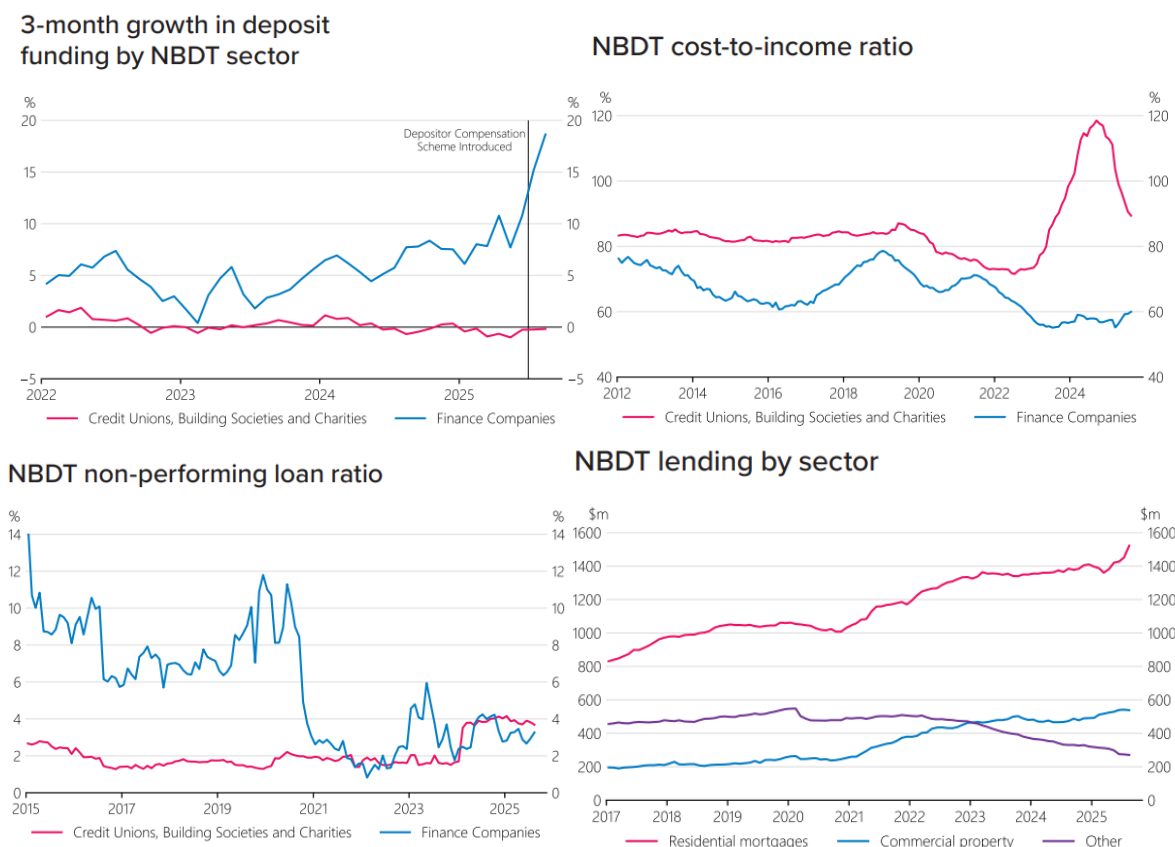 3-month growth in deposit
funding by NBDT sector
% %
20 20
15 15
10 10
5 5
0 0
−5 −5
Depositor Compensation
Scheme Introduced
2022 2023 2024 2025
Credit Unions, Building Societies and Charities Finance Companies
NBDT cost-to-income ratio
% %
120 120
100 100
80 80
60 60
40 40
2012 2014 2016 2018 2020 2022 2024
Credit Unions, Building Societies and Charities Finance Companies
NBDT non-performing loan ratio
% %
14 14
12 12
10 10
8 8
6 6
4 4
2 2
0 0
2015 2017 2019 2021 2023 2025
Credit Unions, Building Societies and Charities Finance Companies
NBDT lending by sector
$m $m
1600 1600
1400 1400
1200 1200
1000 1000
800 800
600 600
400 400
200 200
0 0
2017 2018 2019 2020 2021 2022 2023 2024 2025
Residential mortgages Commercial property Other